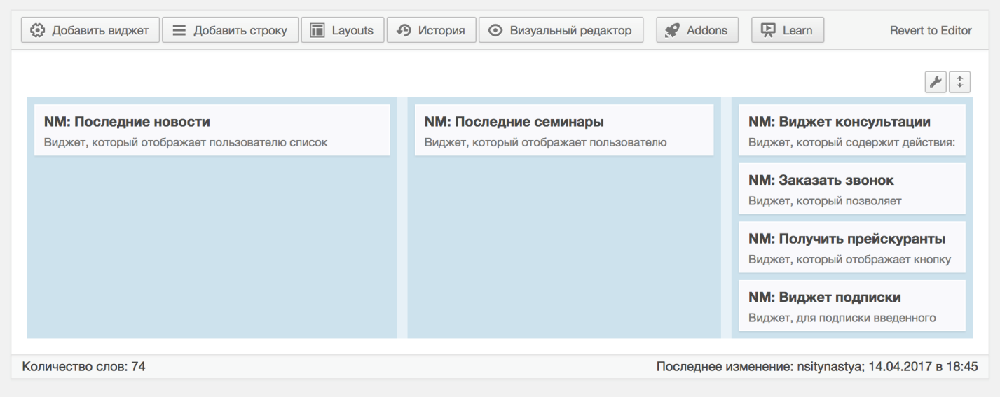 Добавить виджет
Добавить строку
Layouts
История
Визуальный редактор
Addons
Learn
Revert to Editor
NM: Последние новости
Виджет, который отображает пользователю список
NM: Последние семинары
Виджет, который отображает пользователю
NM: Виджет консультации
Виджет, который содержит действия:
NM: Заказать звонок
Виджет, который позволяет
NM: Получить прейскуранты
Виджет, который отображает кнопку
NM: Виджет подписки
Виджет, для подписки введенного
Количество слов: 74
Последнее изменение: nsitynastya; 14.04.2017 в 18:45